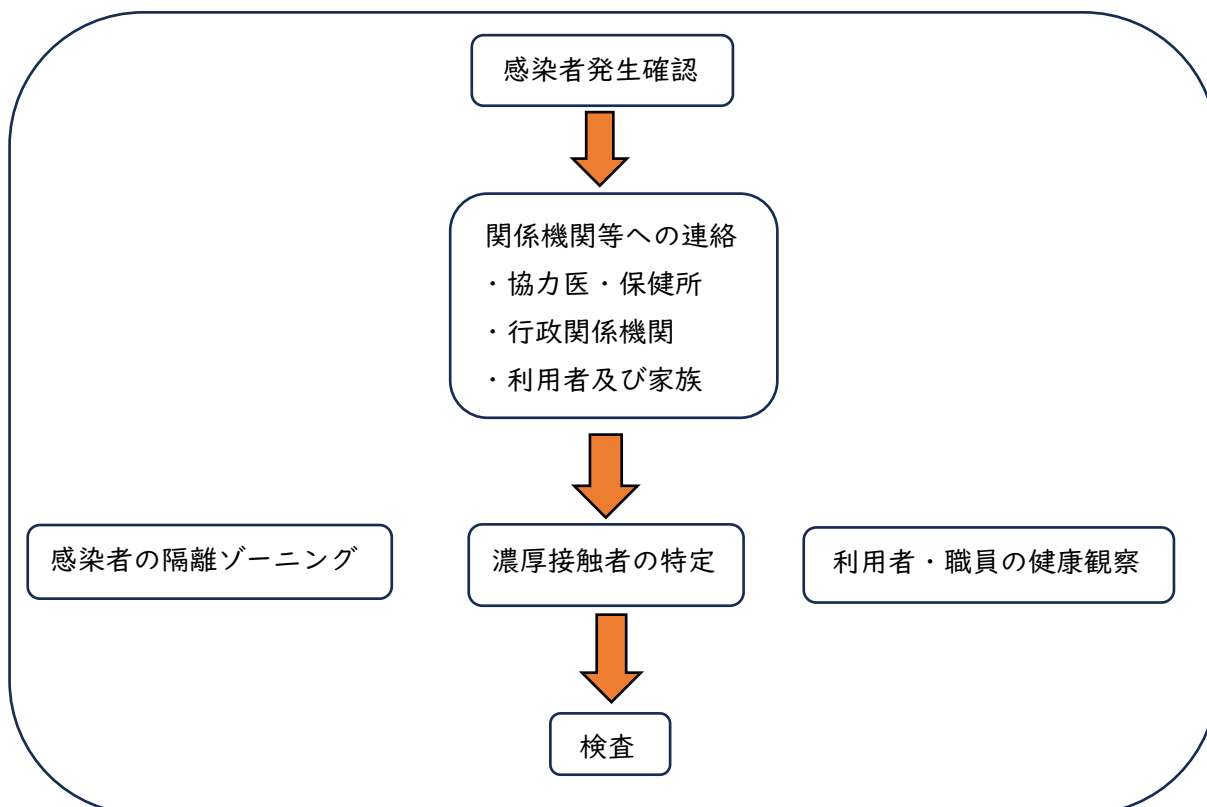 感染者発生確認
関係機関等への連絡
・協力医・保健所
・行政関係機関
・利用者及び家族
感染者の隔離ゾーニング
濃厚接触者の特定
利用者・職員の健康観察
検査